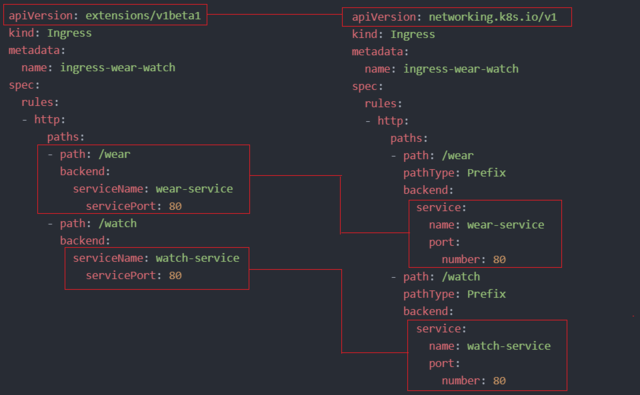 apiVersion: extensions/v1beta1
kind: Ingress
metadata:
  name: ingress-wear-watch
spec:
  rules:
  - http:
      paths:
      - path: /wear
        backend:
          serviceName: wear-service
            servicePort: 80
      - path: /watch
        backend:
          serviceName: watch-service
            servicePort: 80
apiVersion: networking.k8s.io/v1
kind: Ingress
metadata:
  name: ingress-wear-watch
spec:
  rules:
  - http:
      paths:
      - path: /wear
        pathType: Prefix
        backend:
          service:
            name: wear-service
            port:
              number: 80
      - path: /watch
        pathType: Prefix
        backend:
          service:
            name: watch-service
            port:
              number: 80